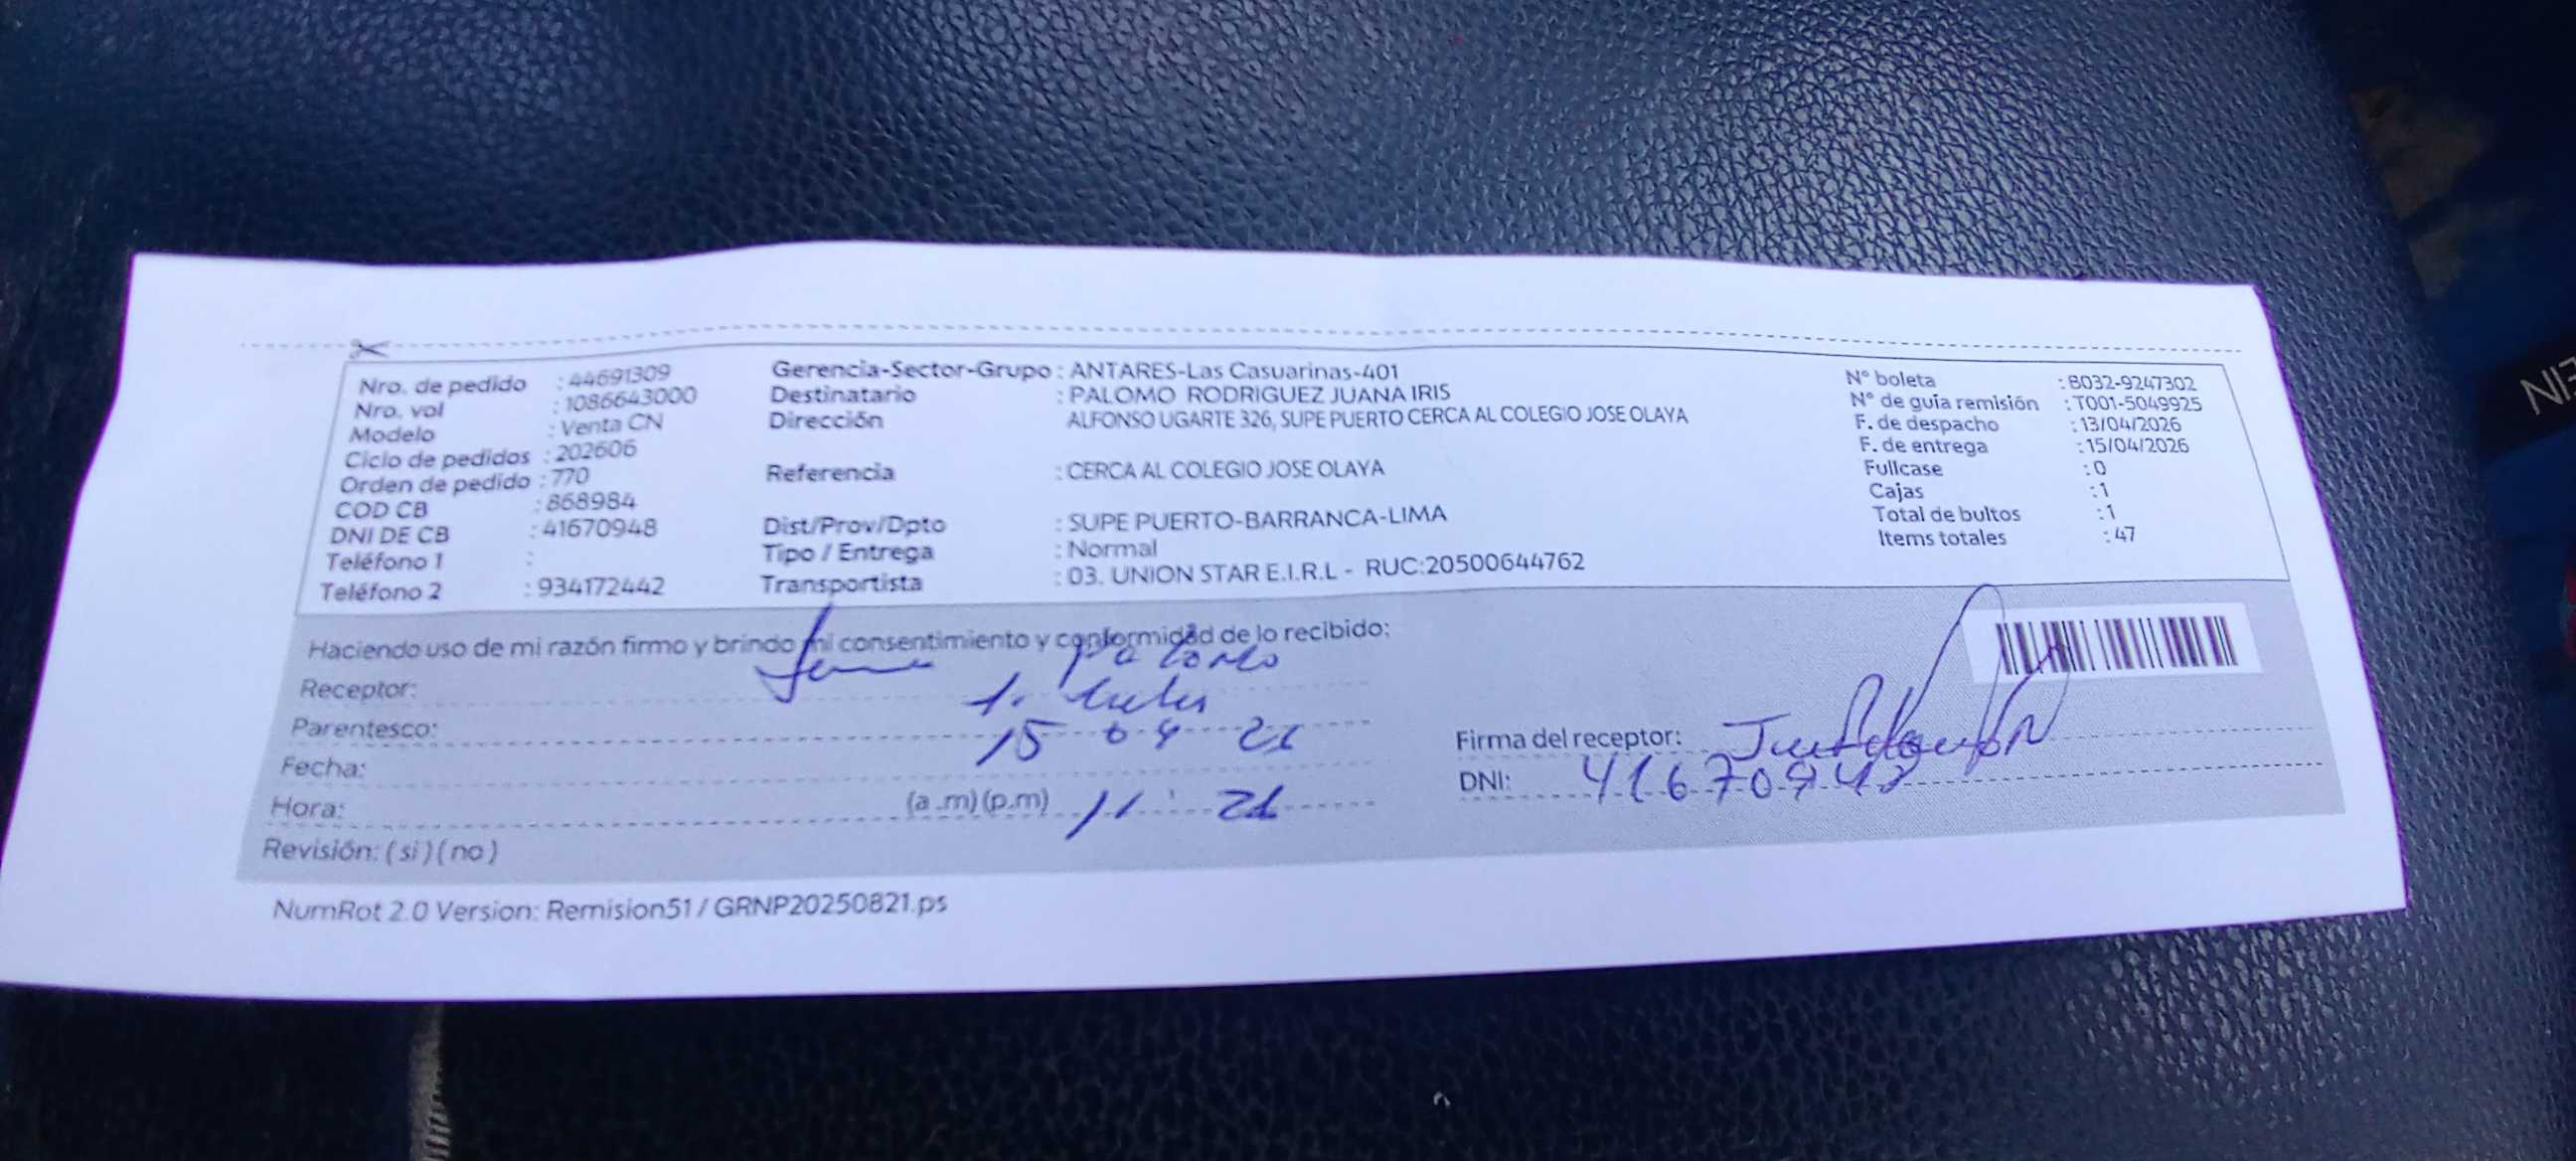 Nro. de pedido : 44691309
Nro. vol : 1086643000
Modelo : Venta CN
Ciclo de pedidos : 202606
Orden de pedido : 770
COD CB : 868984
DNI DE CB : 41670948
Teléfono 1 :
Teléfono 2 : 934172442
Gerencia-Sector-Grupo : ANTARES-Las Casuarinas-401
Destinatario : PALOMO RODRIGUEZ JUANA IRIS
Dirección ALFONSO UGARTE 326, SUPE PUERTO CERCA AL COLEGIO JOSE OLAYA
Referencia : CERCA AL COLEGIO JOSE OLAYA
Dist/Prov/Dpto : SUPE PUERTO-BARRANCA-LIMA
Tipo / Entrega : Normal
Transportista : 03. UNION STAR E.I.R.L - RUC:20500644762
N° boleta : B032-9247302
N° de guia remisión : T001-5049925
F. de despacho : 13/04/2026
F. de entrega : 15/04/2026
Fullcase : 0
Cajas : 1
Total de bultos : 1
Items totales : 47
Haciendo uso de mi razón firmo y brindo mi consentimiento y conformidad de lo recibido:
Receptor: Palomo
Parentesco:
Fecha: 15 04
Hora: (a .m) (p.m) 11:
Revisión: ( si ) ( no )
Firma del receptor:
DNI: 41670948
NumRot 2.0 Version: Remision51 / GRNP20250821.ps